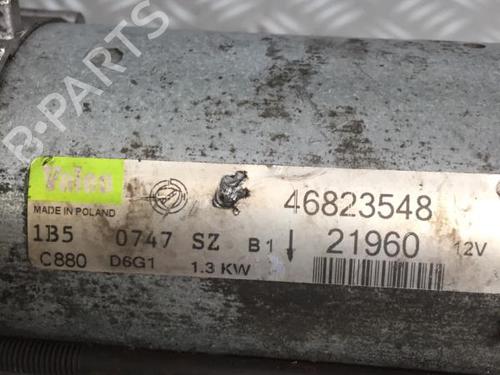 B-PARTS
Valeo
46823548
MADE IN POLAND
1B5 0747 SZ B1 21960 12V
C880 D6G1 1.3 KW